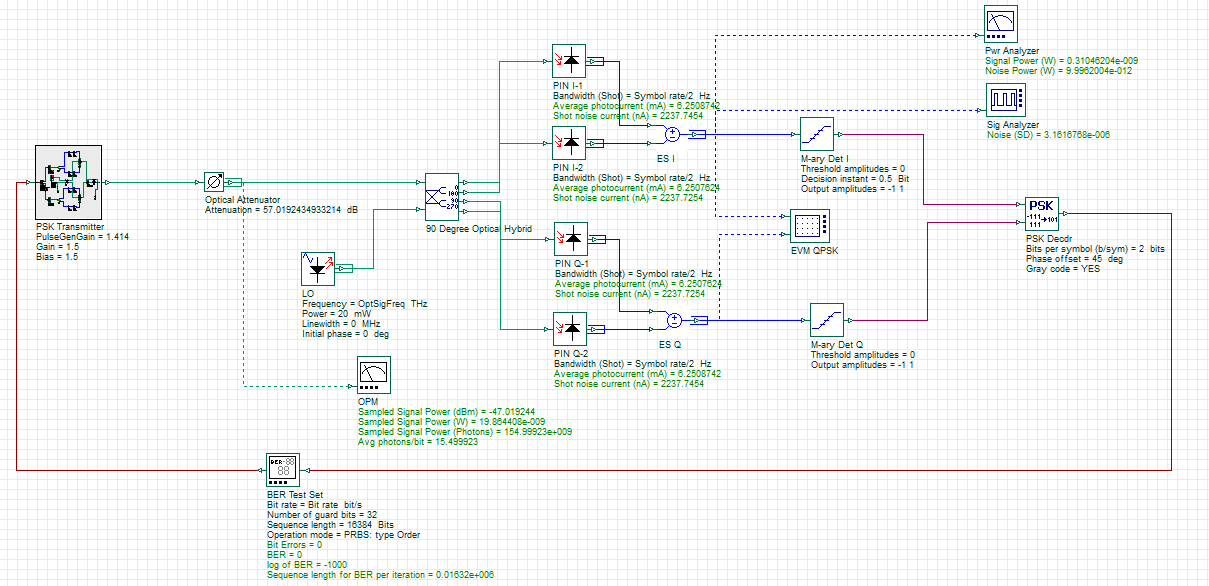 Pwr Analyzer
Signal Power (W) = 0.31046204e-009
Noise Power (W) = 9.9962004e-012
Sig Analyzer
Noise (SD) = 3.1616768e-006
PIN I-1
Bandwidth (Shot) = Symbol rate/2 Hz
Average photocurrent (mA) = 6.2508742
Shot noise current (nA) = 2237.7454
ES I
M-ary Det I
Threshold amplitudes = 0
Decision instant = 0.5 Bit
Output amplitudes = -1 1
PIN I-2
Bandwidth (Shot) = Symbol rate/2 Hz
Average photocurrent (mA) = 6.2507624
Shot noise current (nA) = 2237.7254
Optical Attenuator
Attenuation = 57.0192434933214 dB
0
180
90
270
90 Degree Optical Hybrid
PSK Transmitter
PulseGenGain = 1.414
Gain = 1.5
Bias = 1.5
PSK
-111
111
→101
PSK Decdr
Bits per symbol (b/sym) = 2 bits
Phase offset = 45 deg
Gray code = YES
EVM QPSK
PIN Q-1
Bandwidth (Shot) = Symbol rate/2 Hz
Average photocurrent (mA) = 6.2507624
Shot noise current (nA) = 2237.7254
LO
Frequency = OptSigFreq THz
Power = 20 mW
Linewidth = 0 MHz
Initial phase = 0 deg
ES Q
M-ary Det Q
Threshold amplitudes = 0
Output amplitudes = -1 1
PIN Q-2
Bandwidth (Shot) = Symbol rate/2 Hz
Average photocurrent (mA) = 6.2508742
Shot noise current (nA) = 2237.7454
OPM
Sampled Signal Power (dBm) = -47.019244
Sampled Signal Power (W) = 19.864408e-009
Sampled Signal Power (Photons) = 154.99923e+009
Avg photons/bit = 15.499923
BER-88
88
BER Test Set
Bit rate = Bit rate bit/s
Number of guard bits = 32
Sequence length = 16384 Bits
Operation mode = PRBS: type Order
Bit Errors = 0
BER = 0
log of BER = -1000
Sequence length for BER per iteration = 0.01632e+006